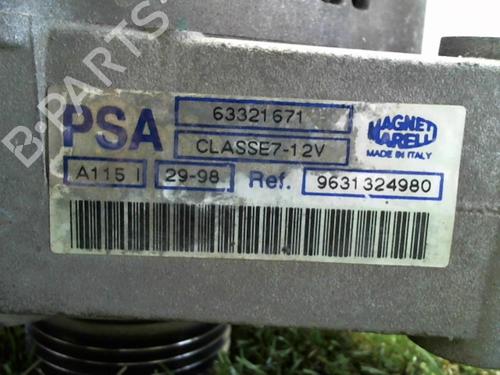 B-PARTS
PSA
63321671
CLASSE7-12V
MAGNETI
MARELLI
MADE IN ITALY
A115 I
29-98
Ref.
9631324980